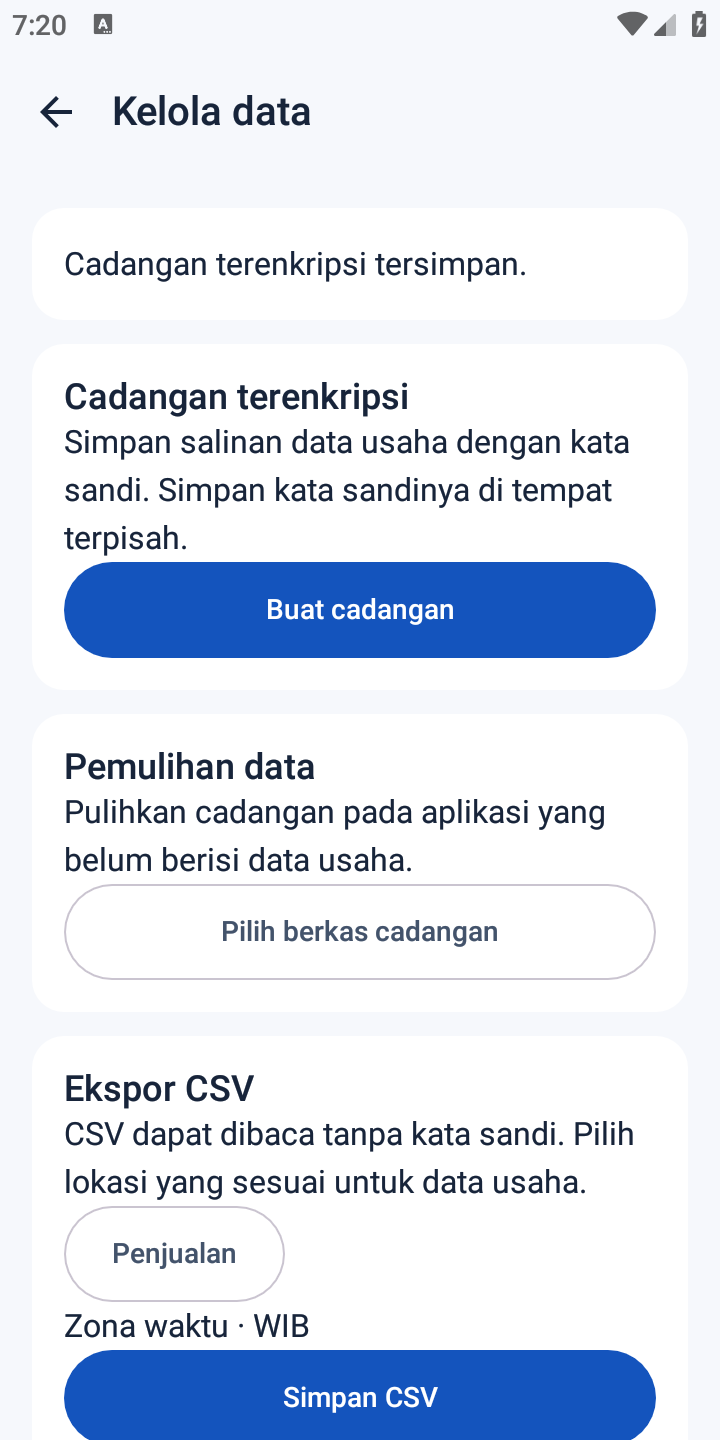 7:20
Kelola data
Cadangan terenkripsi tersimpan.
Cadangan terenkripsi
Simpan salinan data usaha dengan kata
sandi. Simpan kata sandinya di tempat
terpisah.
Buat cadangan
Pemulihan data
Pulihkan cadangan pada aplikasi yang
belum berisi data usaha.
Pilih berkas cadangan
Ekspor CSV
CSV dapat dibaca tanpa kata sandi. Pilih
lokasi yang sesuai untuk data usaha.
Penjualan
Zona waktu · WIB
Simpan CSV